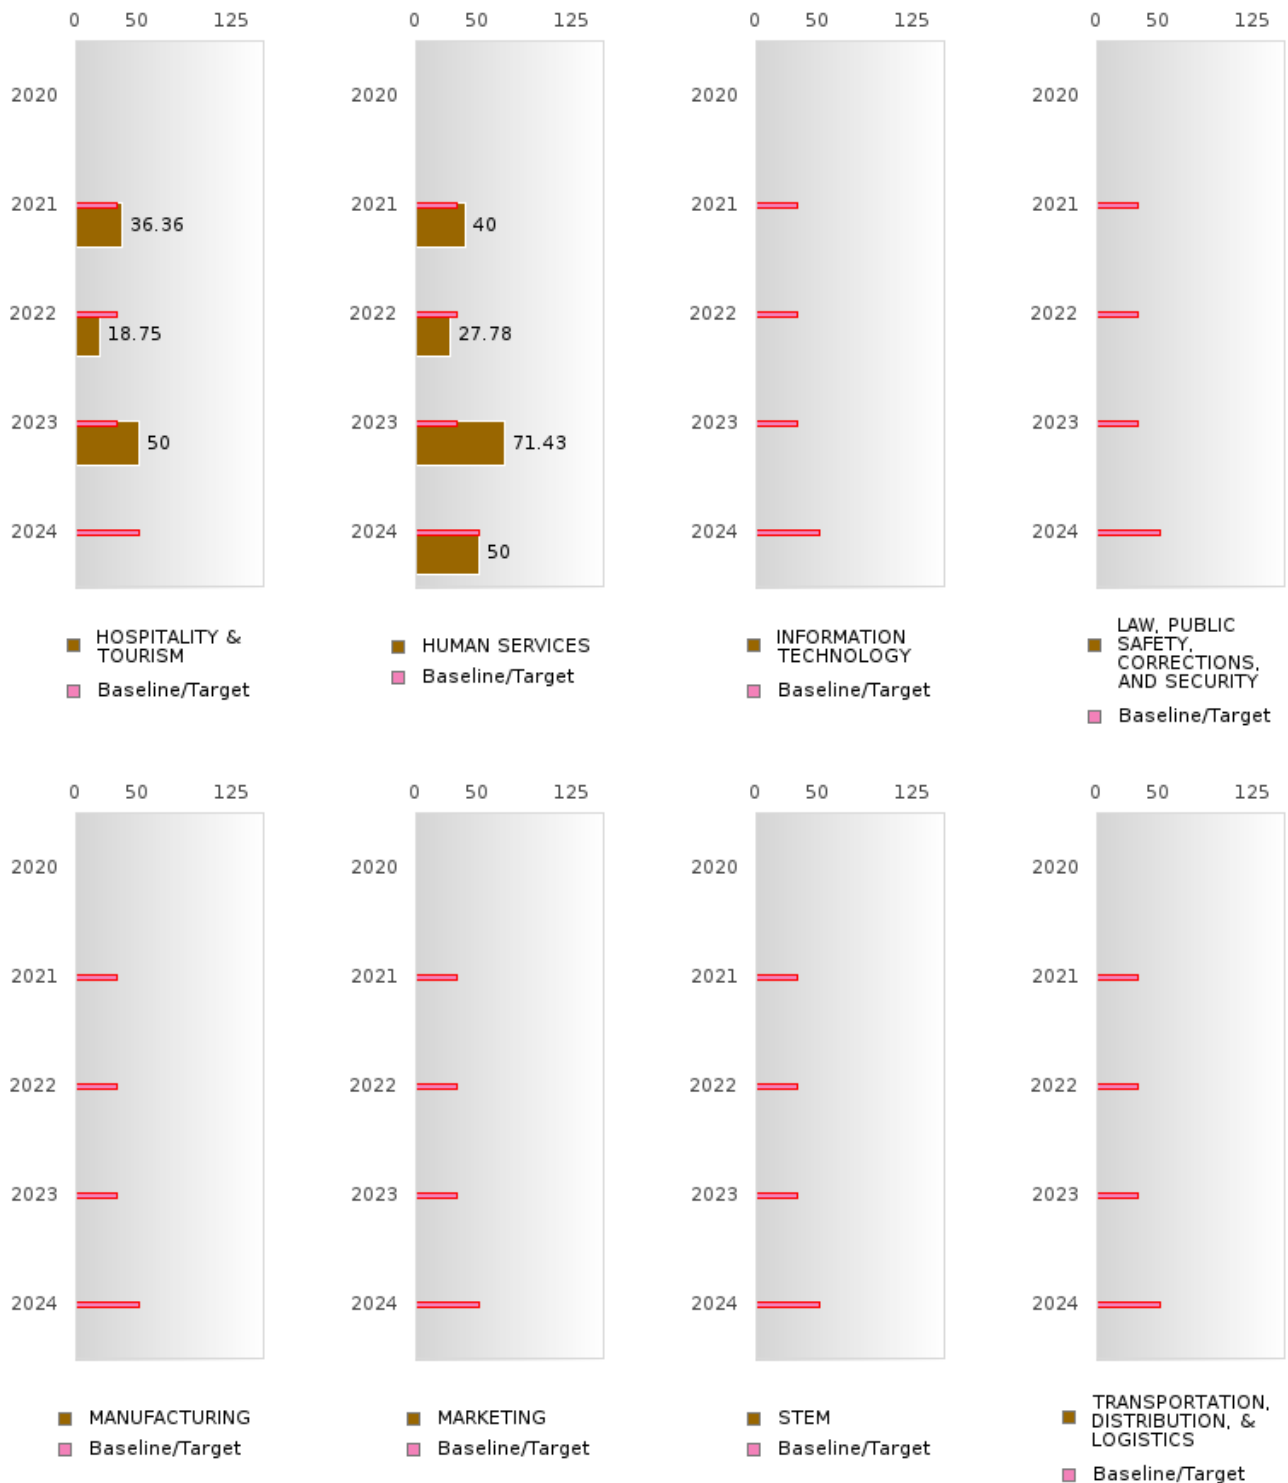 0 50 125
0 50 125
0 50 125
0 50 125
2020
2021
36.36
2022
18.75
2023
50
2024
HOSPITALITY &
TOURISM
Baseline/Target
2020
2021
40
2022
27.78
2023
71.43
2024
50
HUMAN SERVICES
Baseline/Target
2020
2021
2022
2023
2024
INFORMATION
TECHNOLOGY
Baseline/Target
2020
2021
2022
2023
2024
LAW, PUBLIC
SAFETY,
CORRECTIONS,
AND SECURITY
Baseline/Target
0 50 125
0 50 125
0 50 125
0 50 125
2020
2021
2022
2023
2024
MANUFACTURING
Baseline/Target
2020
2021
2022
2023
2024
MARKETING
Baseline/Target
2020
2021
2022
2023
2024
STEM
Baseline/Target
2020
2021
2022
2023
2024
TRANSPORTATION,
DISTRIBUTION, &
LOGISTICS
Baseline/Target